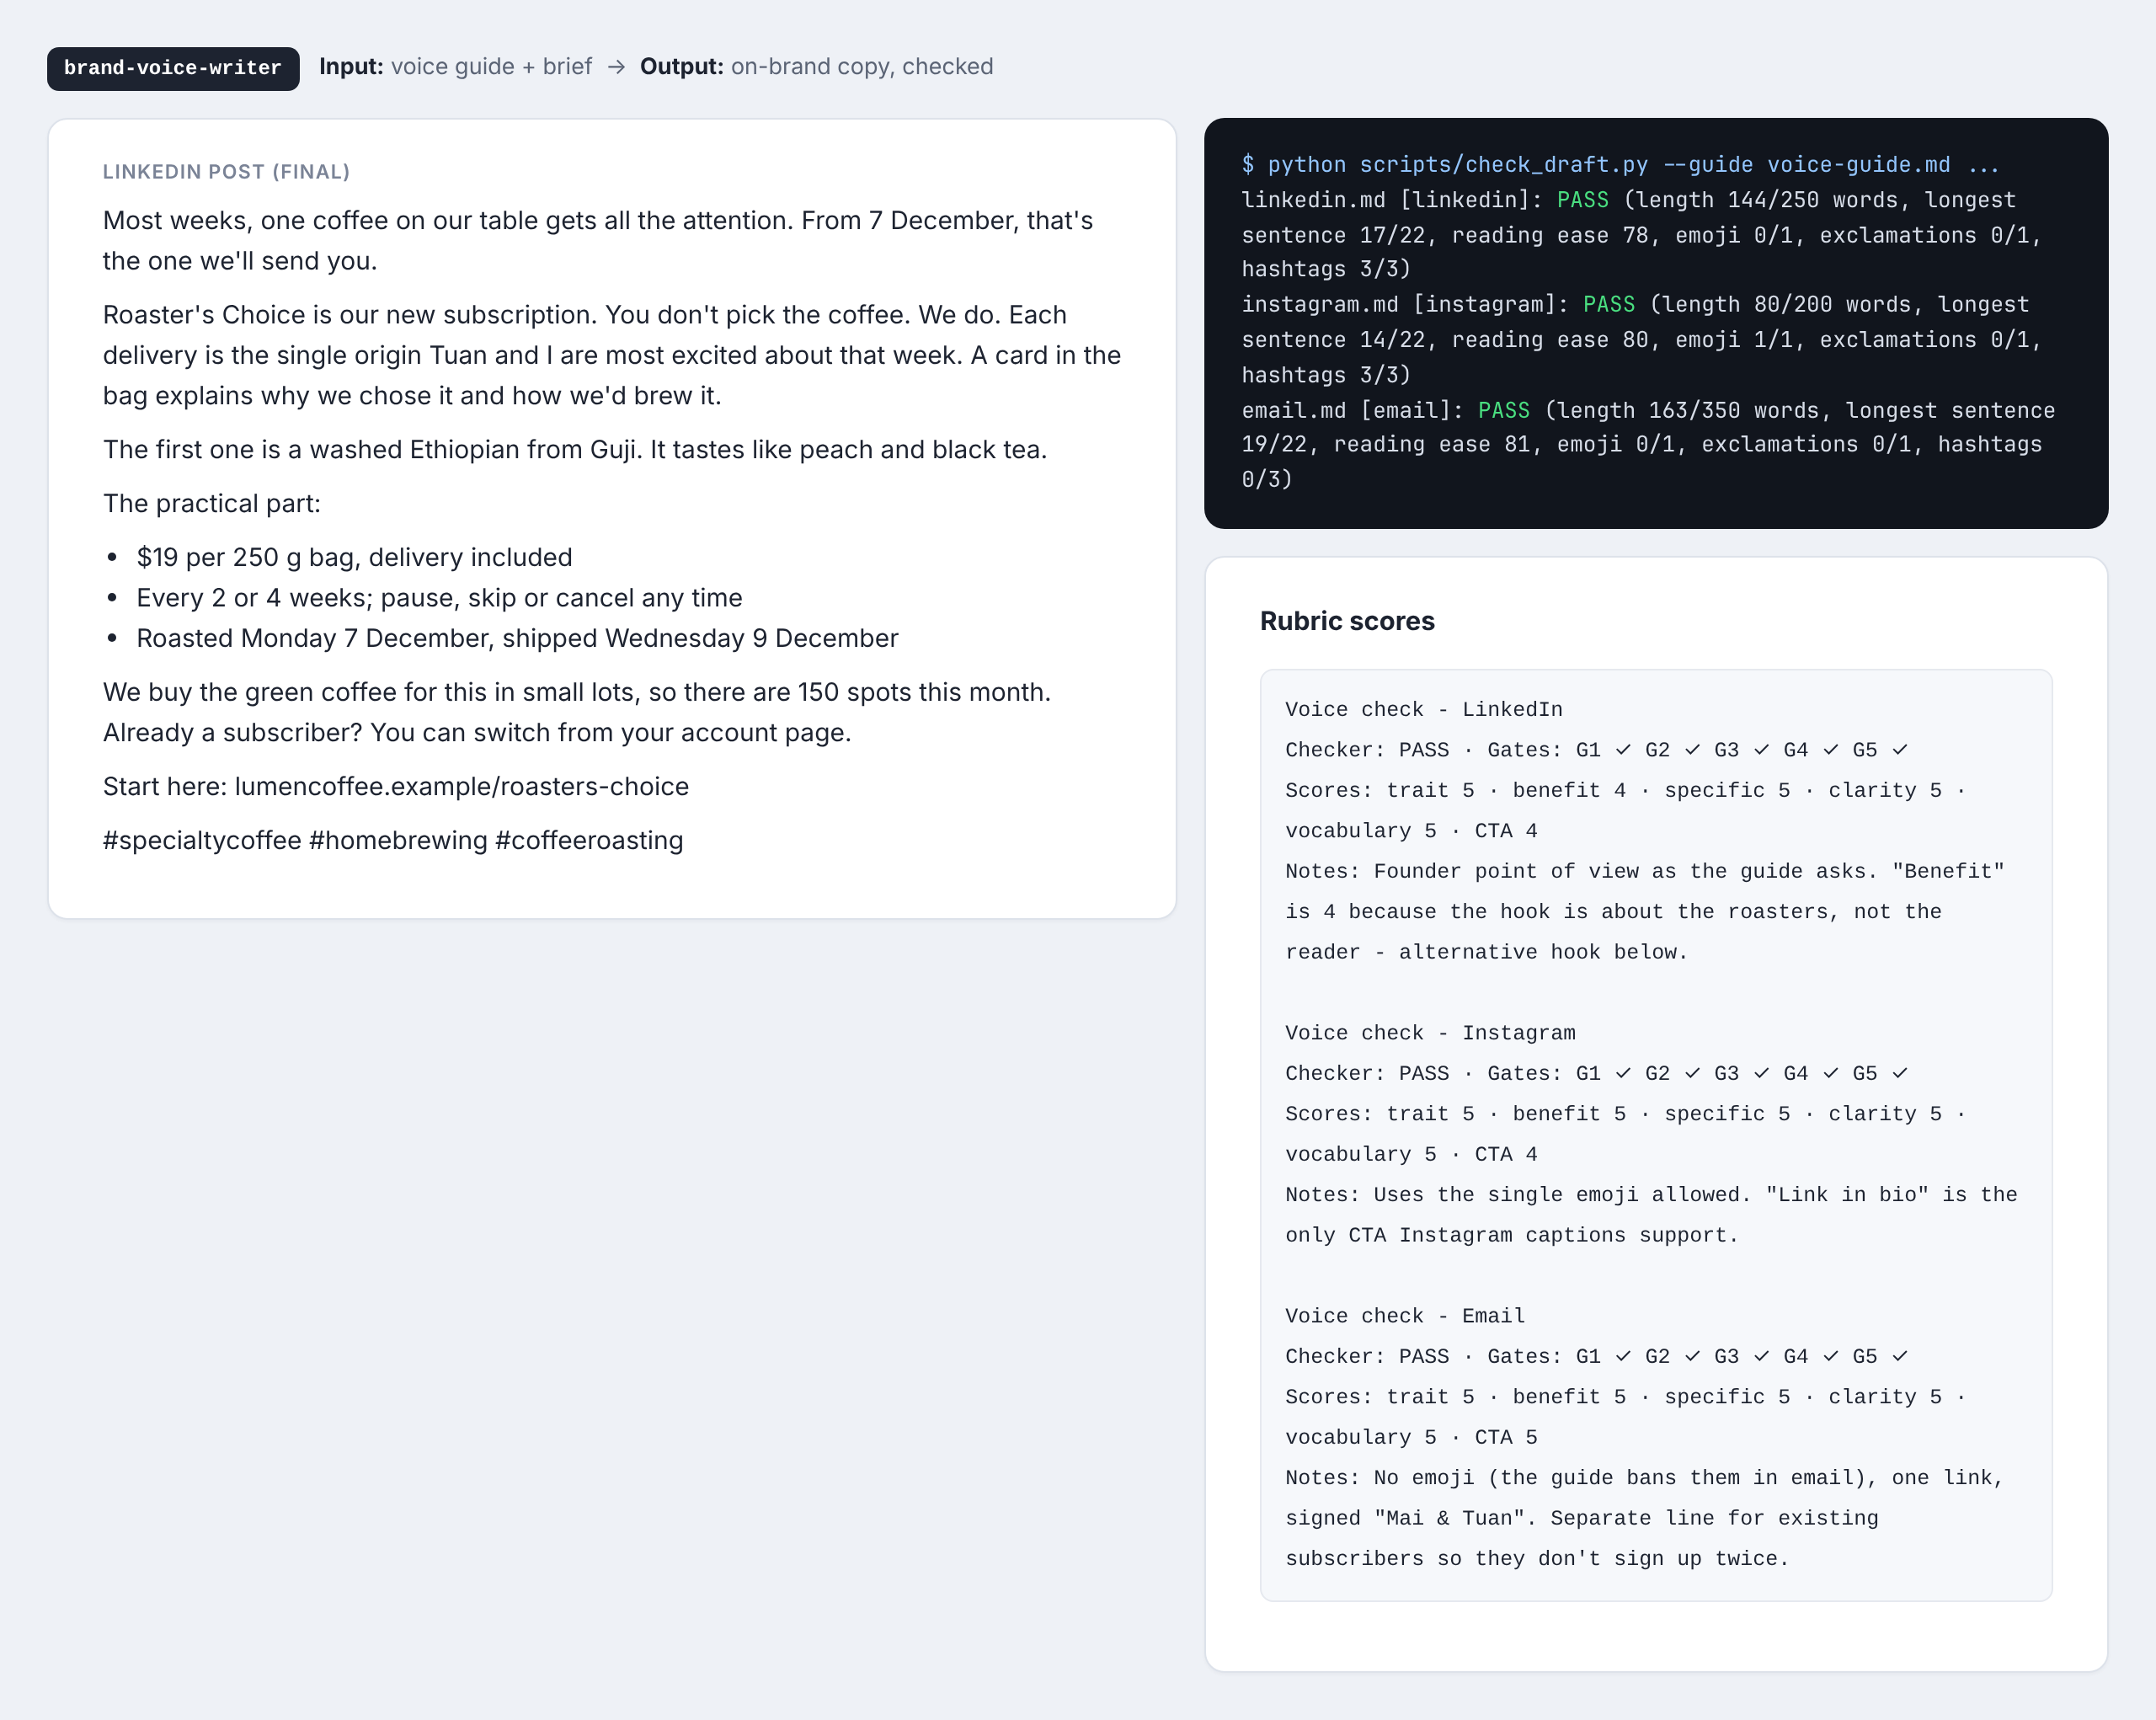 brand-voice-writer Input: voice guide + brief → Output: on-brand copy, checked
LINKEDIN POST (FINAL)
Most weeks, one coffee on our table gets all the attention. From 7 December, that's
the one we'll send you.
Roaster's Choice is our new subscription. You don't pick the coffee. We do. Each
delivery is the single origin Tuan and I are most excited about that week. A card in the
bag explains why we chose it and how we'd brew it.
The first one is a washed Ethiopian from Guji. It tastes like peach and black tea.
The practical part:
• $19 per 250 g bag, delivery included
• Every 2 or 4 weeks; pause, skip or cancel any time
• Roasted Monday 7 December, shipped Wednesday 9 December
We buy the green coffee for this in small lots, so there are 150 spots this month.
Already a subscriber? You can switch from your account page.
Start here: lumencoffee.example/roasters-choice
#specialtycoffee #homebrewing #coffeeroasting
$ python scripts/check_draft.py --guide voice-guide.md ...
linkedin.md [linkedin]: PASS (length 144/250 words, longest
sentence 17/22, reading ease 78, emoji 0/1, exclamations 0/1,
hashtags 3/3)
instagram.md [instagram]: PASS (length 80/200 words, longest
sentence 14/22, reading ease 80, emoji 1/1, exclamations 0/1,
hashtags 3/3)
email.md [email]: PASS (length 163/350 words, longest sentence
19/22, reading ease 81, emoji 0/1, exclamations 0/1, hashtags
0/3)
Rubric scores
Voice check - LinkedIn
Checker: PASS · Gates: G1 ✓ G2 ✓ G3 ✓ G4 ✓ G5 ✓
Scores: trait 5 · benefit 4 · specific 5 · clarity 5 ·
vocabulary 5 · CTA 4
Notes: Founder point of view as the guide asks. "Benefit"
is 4 because the hook is about the roasters, not the
reader - alternative hook below.
Voice check - Instagram
Checker: PASS · Gates: G1 ✓ G2 ✓ G3 ✓ G4 ✓ G5 ✓
Scores: trait 5 · benefit 5 · specific 5 · clarity 5 ·
vocabulary 5 · CTA 4
Notes: Uses the single emoji allowed. "Link in bio" is the
only CTA Instagram captions support.
Voice check - Email
Checker: PASS · Gates: G1 ✓ G2 ✓ G3 ✓ G4 ✓ G5 ✓
Scores: trait 5 · benefit 5 · specific 5 · clarity 5 ·
vocabulary 5 · CTA 5
Notes: No emoji (the guide bans them in email), one link,
signed "Mai & Tuan". Separate line for existing
subscribers so they don't sign up twice.